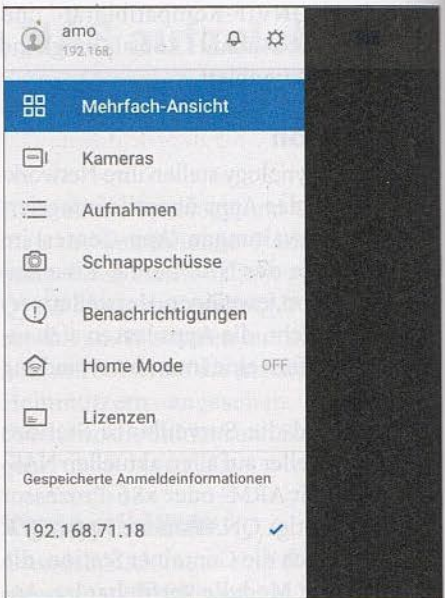 amo
192.168.
Mehrfach-Ansicht
Kameras
Aufnahmen
Schnappschüsse
Benachrichtigungen
Home Mode OFF
Lizenzen
Gespeicherte Anmeldeinformationen
192.168.71.18